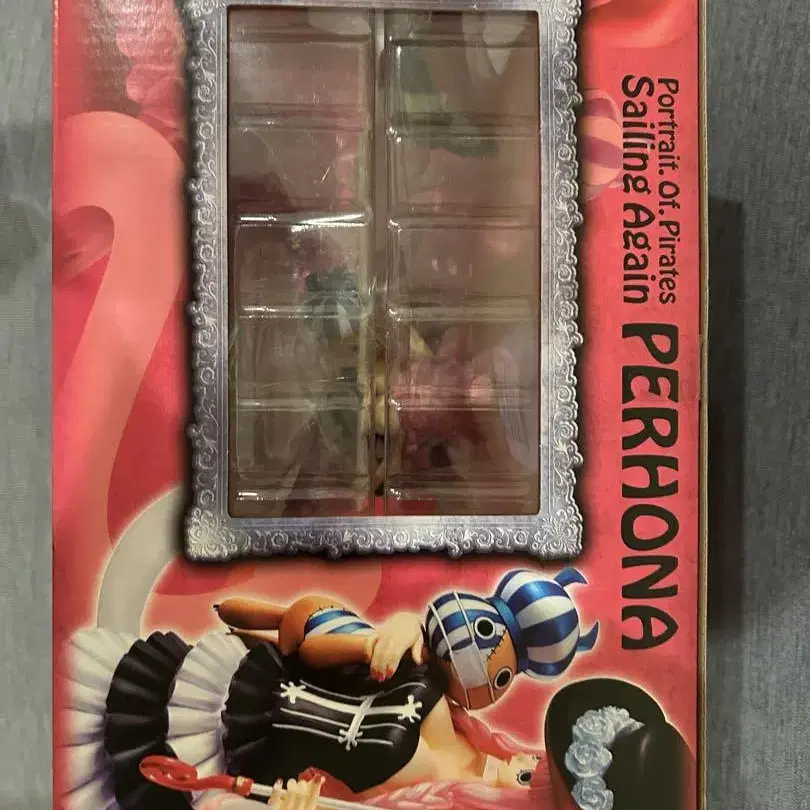 Portrait. Of. Pirates
Sailing Again PERHONA